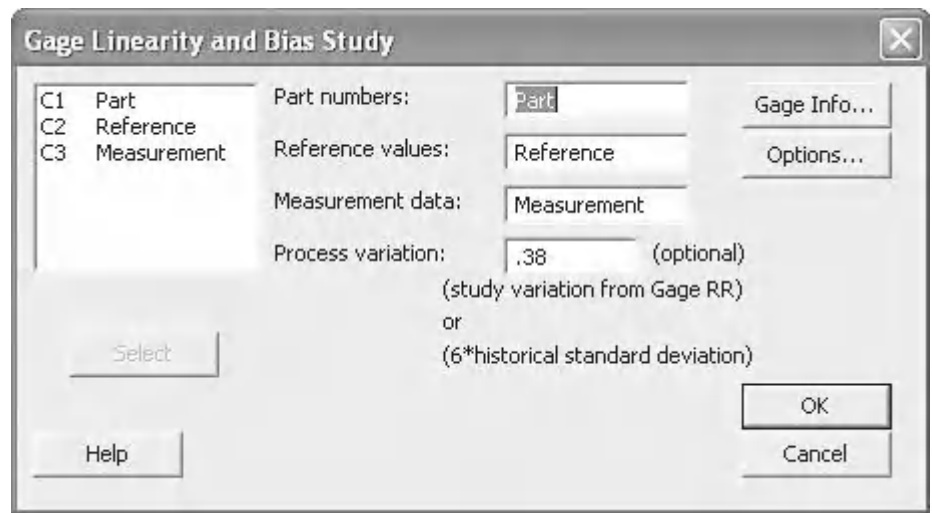 Gage Linearity and Bias Study
C1 Part
C2 Reference
C3 Measurement
Part numbers: Part
Reference values: Reference
Measurement data: Measurement
Process variation: .38 (optional)
(study variation from Gage RR)
or
(6*historical standard deviation)
Gage Info...
Options...
Select
Help
OK
Cancel